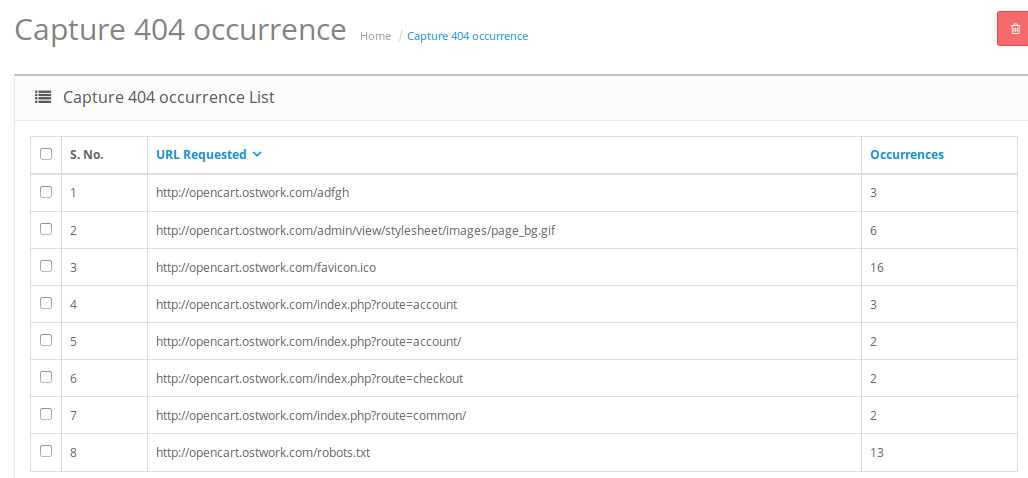 Capture 404 occurrence Home / Capture 404 occurrence
Capture 404 occurrence List
S. No. URL Requested Occurrences
1 http://opencart.ostwork.com/adfgh 3
2 http://opencart.ostwork.com/admin/view/stylesheet/images/page_bg.gif 6
3 http://opencart.ostwork.com/favicon.ico 16
4 http://opencart.ostwork.com/index.php?route=account 3
5 http://opencart.ostwork.com/index.php?route=account/ 2
6 http://opencart.ostwork.com/index.php?route=checkout 2
7 http://opencart.ostwork.com/index.php?route=common/ 2
8 http://opencart.ostwork.com/robots.txt 13